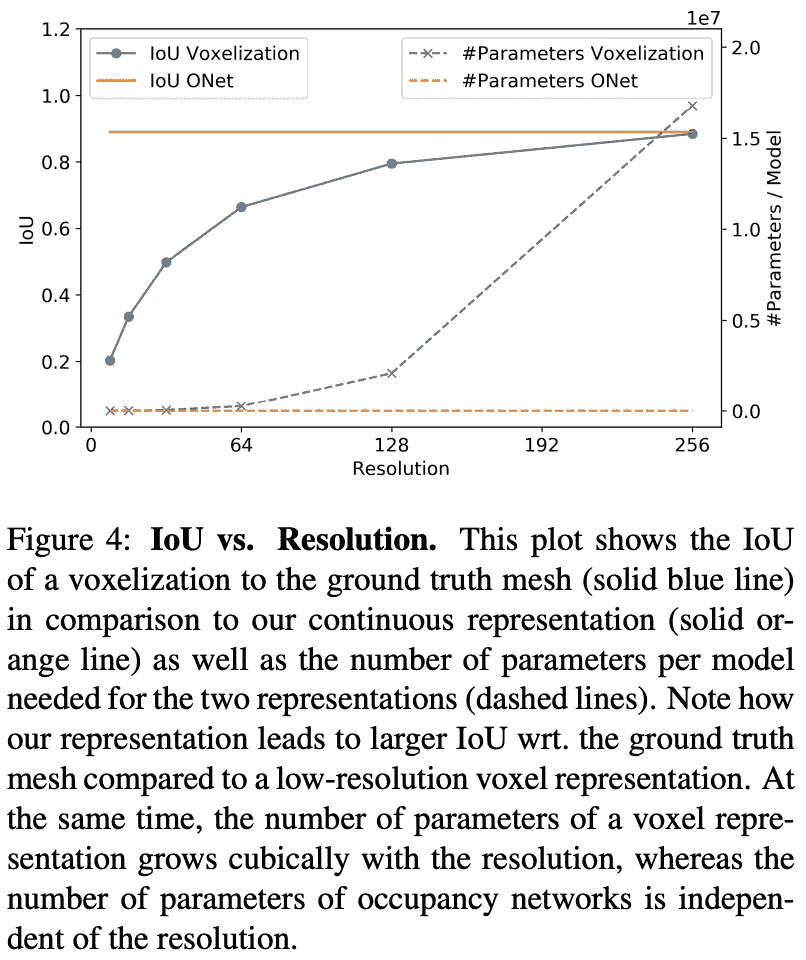 1e7
1.2
1.0
0.8
0.6
0.4
0.2
0.0
IoU
IoU Voxelization
IoU ONet
#Parameters Voxelization
#Parameters ONet
2.0
1.5
1.0
0.5
0.0
#Parameters / Model
0 64 128 192 256
Resolution
Figure 4: IoU vs. Resolution. This plot shows the IoU
of a voxelization to the ground truth mesh (solid blue line)
in comparison to our continuous representation (solid or-
ange line) as well as the number of parameters per model
needed for the two representations (dashed lines). Note how
our representation leads to larger IoU wrt. the ground truth
mesh compared to a low-resolution voxel representation. At
the same time, the number of parameters of a voxel repre-
sentation grows cubically with the resolution, whereas the
number of parameters of occupancy networks is indepen-
dent of the resolution.